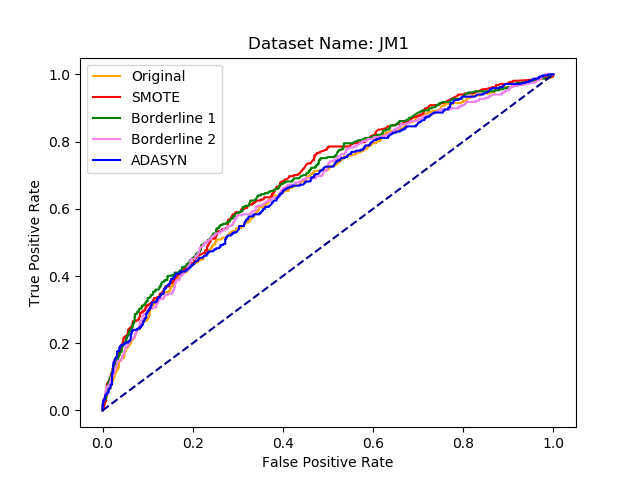 Dataset Name: JM1
Original
SMOTE
Borderline 1
Borderline 2
ADASYN
True Positive Rate
1.0
0.8
0.6
0.4
0.2
0.0
0.0 0.2 0.4 0.6 0.8 1.0
False Positive Rate